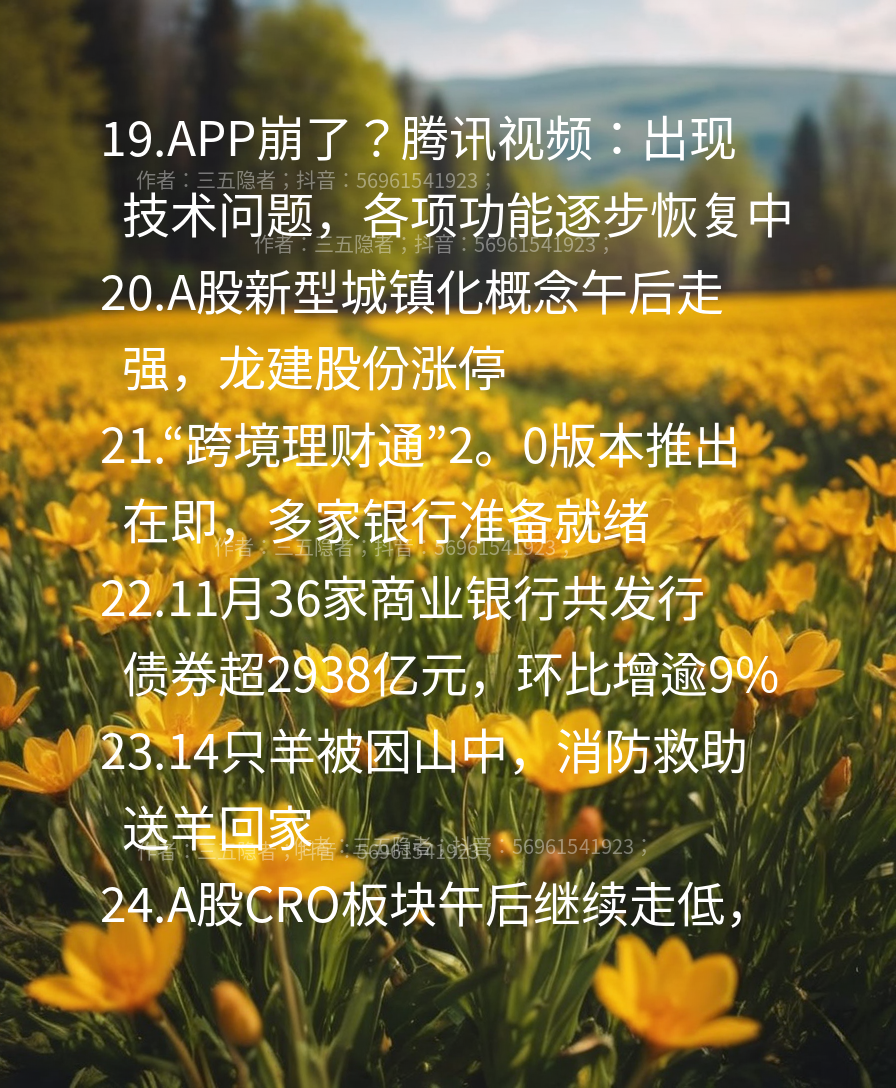 19.APP崩了？腾讯视频：出现
作者：三五隐者；抖音：56961541923；
技术问题，各项功能逐步恢复中
作者：三五隐者；抖音：56961541923；
20.A股新型城镇化概念午后走
强，龙建股份涨停
21.“跨境理财通”2。0版本推出
在即，多家银行准备就绪
作者：三五隐者；抖音：56961541923；
22.11月36家商业银行共发行
债券超2938亿元，环比增逾9%
23.14只羊被困山中，消防救助
送羊回家
作者：三五隐者；抖音：56961541923；
作者：三五隐者；抖音：56961541923；
24.A股CRO板块午后继续走低，